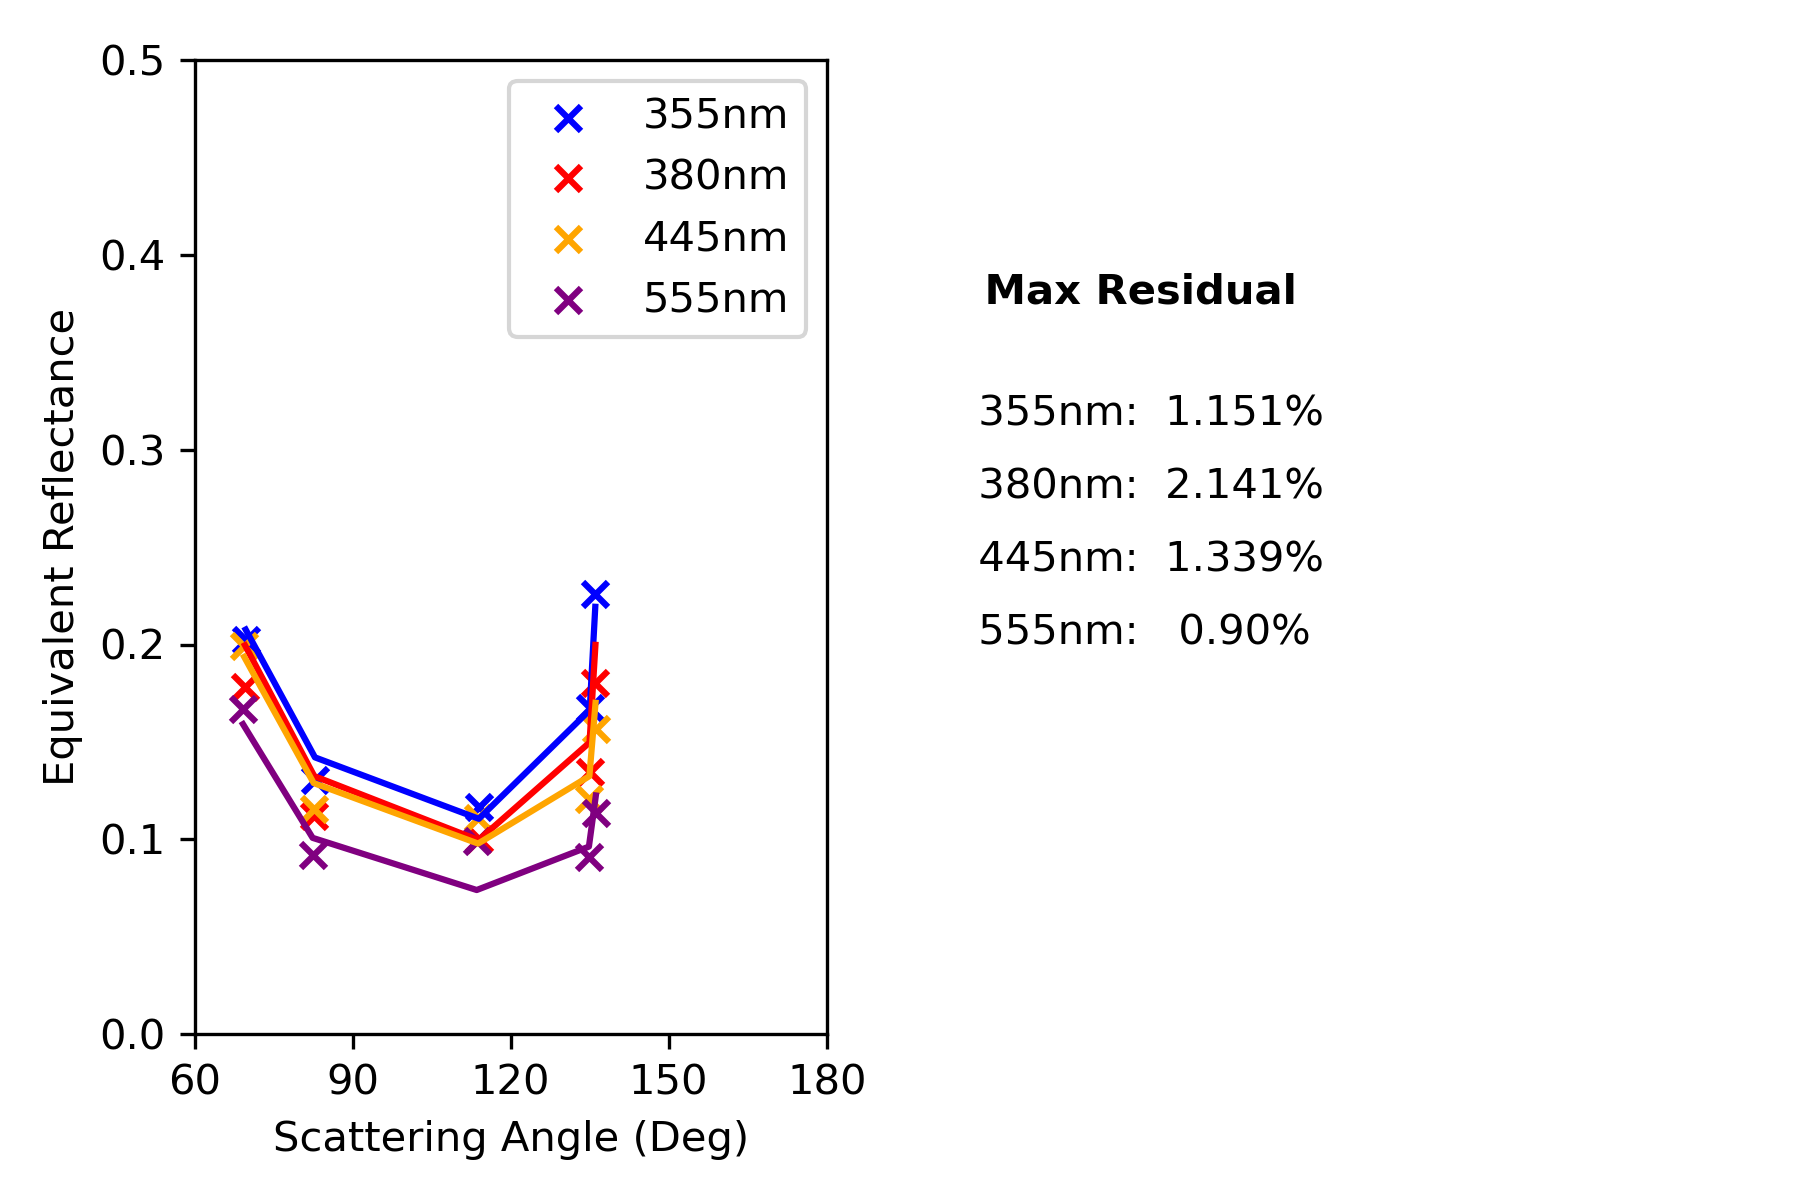 0.5
0.4
0.3
0.2
0.1
0.0
Equivalent Reflectance
60 90 120 150 180
Scattering Angle (Deg)
355nm
380nm
445nm
555nm
Max Residual
355nm: 1.151%
380nm: 2.141%
445nm: 1.339%
555nm: 0.90%